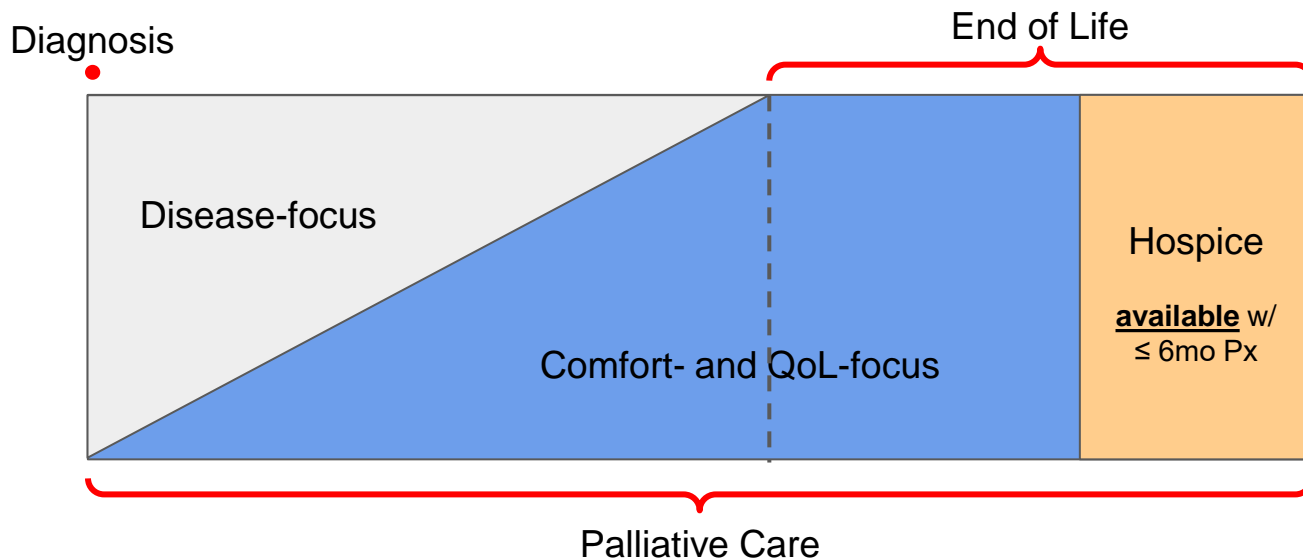 Diagnosis
End of Life
Disease-focus
Hospice
available w/
≤ 6mo Px
Comfort- and QoL-focus
Palliative Care